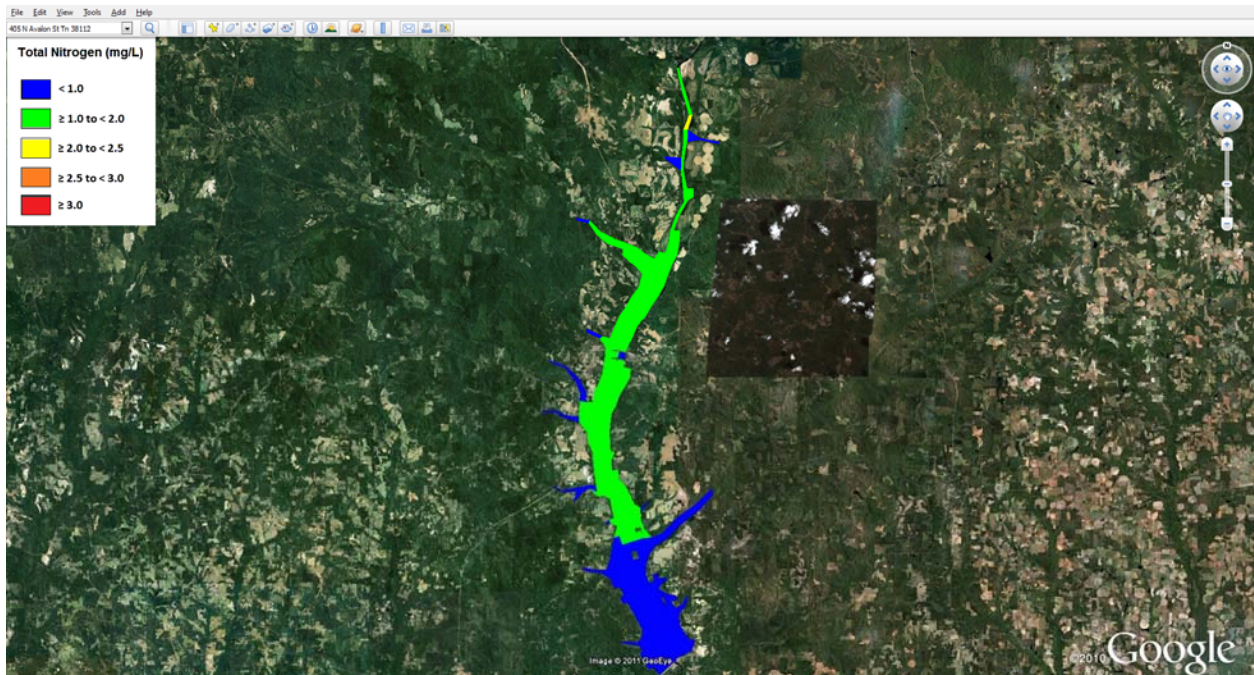 File Edit View Tools Add Help
405 N Avalon St Tn 38112
Total Nitrogen (mg/L)
< 1.0
≥ 1.0 to < 2.0
≥ 2.0 to < 2.5
≥ 2.5 to < 3.0
≥ 3.0
N
Image © 2011 GeoEye
©2010 Google